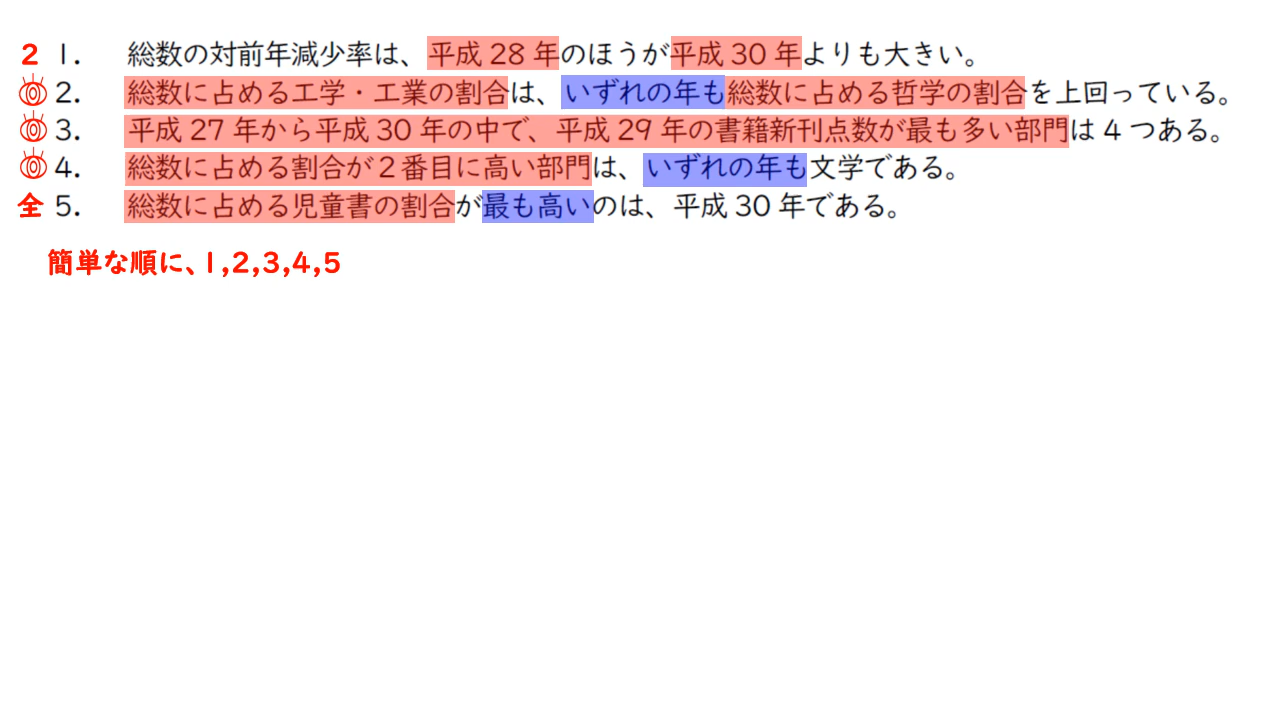 2 1. 総数の対前年減少率は、平成 28 年のほうが平成 30 年よりも大きい。
2. 総数に占める工学・工業の割合は、いずれの年も総数に占める哲学の割合を上回っている。
3. 平成 27 年から平成 30 年の中で、平成 29 年の書籍新刊点数が最も多い部門は 4 つある。
4. 総数に占める割合が2番目に高い部門は、いずれの年も文学である。
全 5. 総数に占める児童書の割合が最も高いのは、平成 30 年である。
簡単な順に、1,2,3,4,5